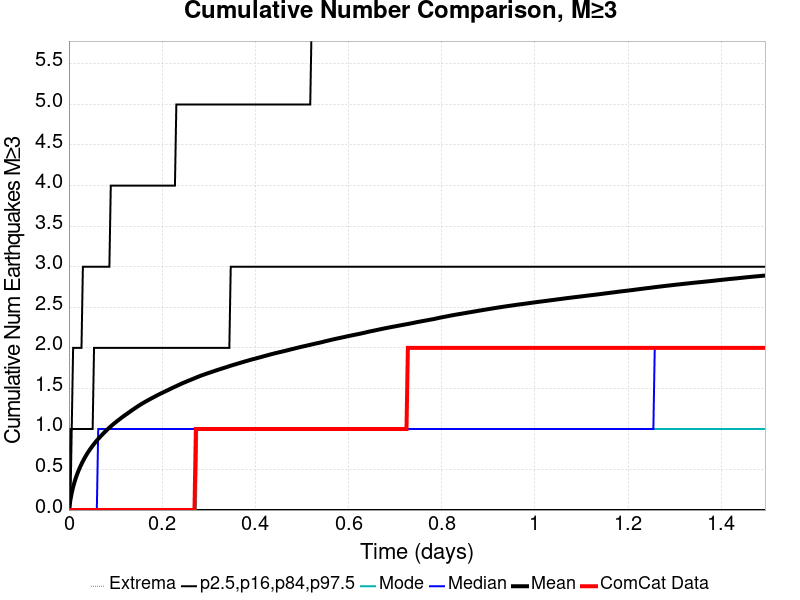 Cumulative Number Comparison, M≥3
Cumulative Num Earthquakes M≥3
5.5
5.0
4.5
4.0
3.5
3.0
2.5
2.0
1.5
1.0
0.5
0.0
0 0.2 0.4 0.6 0.8 1 1.2 1.4
Time (days)
Extrema p2.5,p16,p84,p97.5 Mode Median Mean ComCat Data